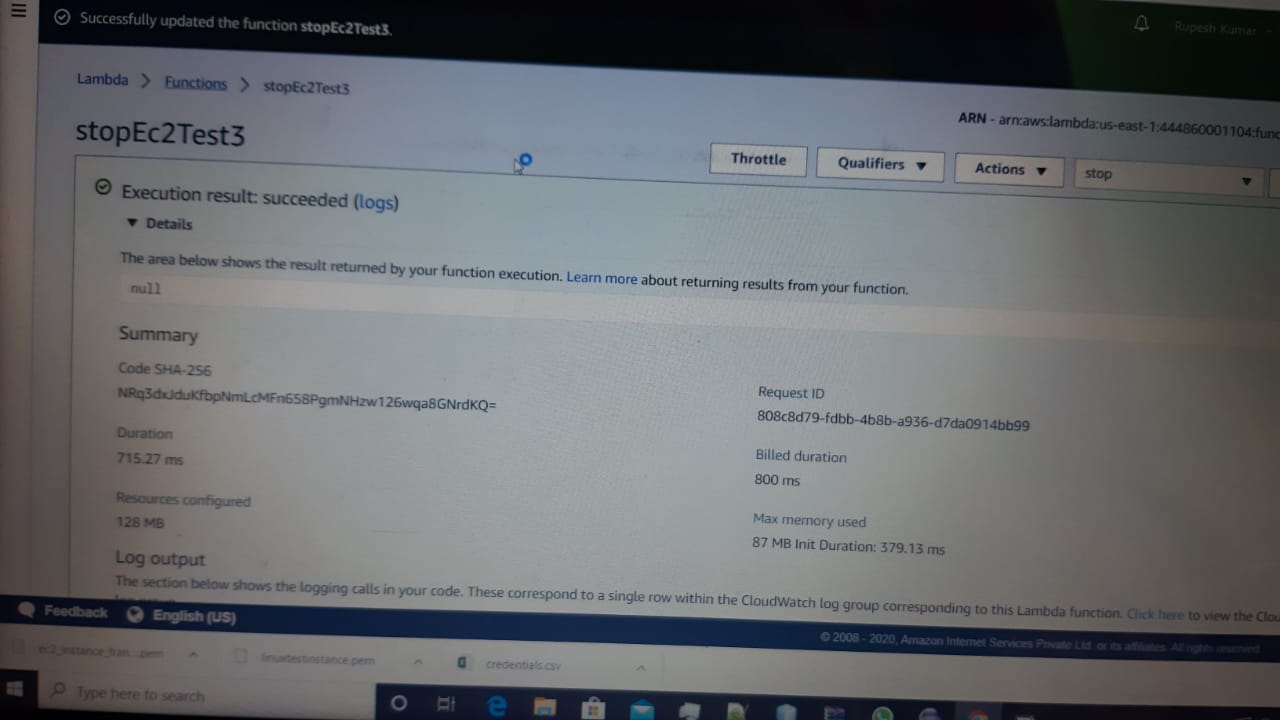 Successfully updated the function stopEc2Test3.
Rupesh Kumar
Lambda > Functions > stopEc2Test3
ARN - arn:aws:lambda:us-east-1:444860001104:func
stopEc2Test3
Throttle
Qualifiers
Actions
stop
Execution result: succeeded (logs)
Details
The area below shows the result returned by your function execution. Learn more about returning results from your function.
null
Summary
Code SHA-256
NRq3dxJduKfbpNmLcMFn658PgmNHzw126wqa8GNrdKQ=
Request ID
808c8d79-fdbb-4b8b-a936-d7da0914bb99
Duration
715.27 ms
Billed duration
800 ms
Resources configured
128 MB
Max memory used
87 MB Init Duration: 379.13 ms
Log output
The section below shows the logging calls in your code. These correspond to a single row within the CloudWatch log group corresponding to this Lambda function. Click here to view the Clou
Feedback
English (US)
© 2008 - 2020, Amazon Internet Services Private Ltd. or its affiliates. All rights reserved.
ec2_instance_tran....pem
linuxtestinstance.pem
credentials.csv
Type here to search